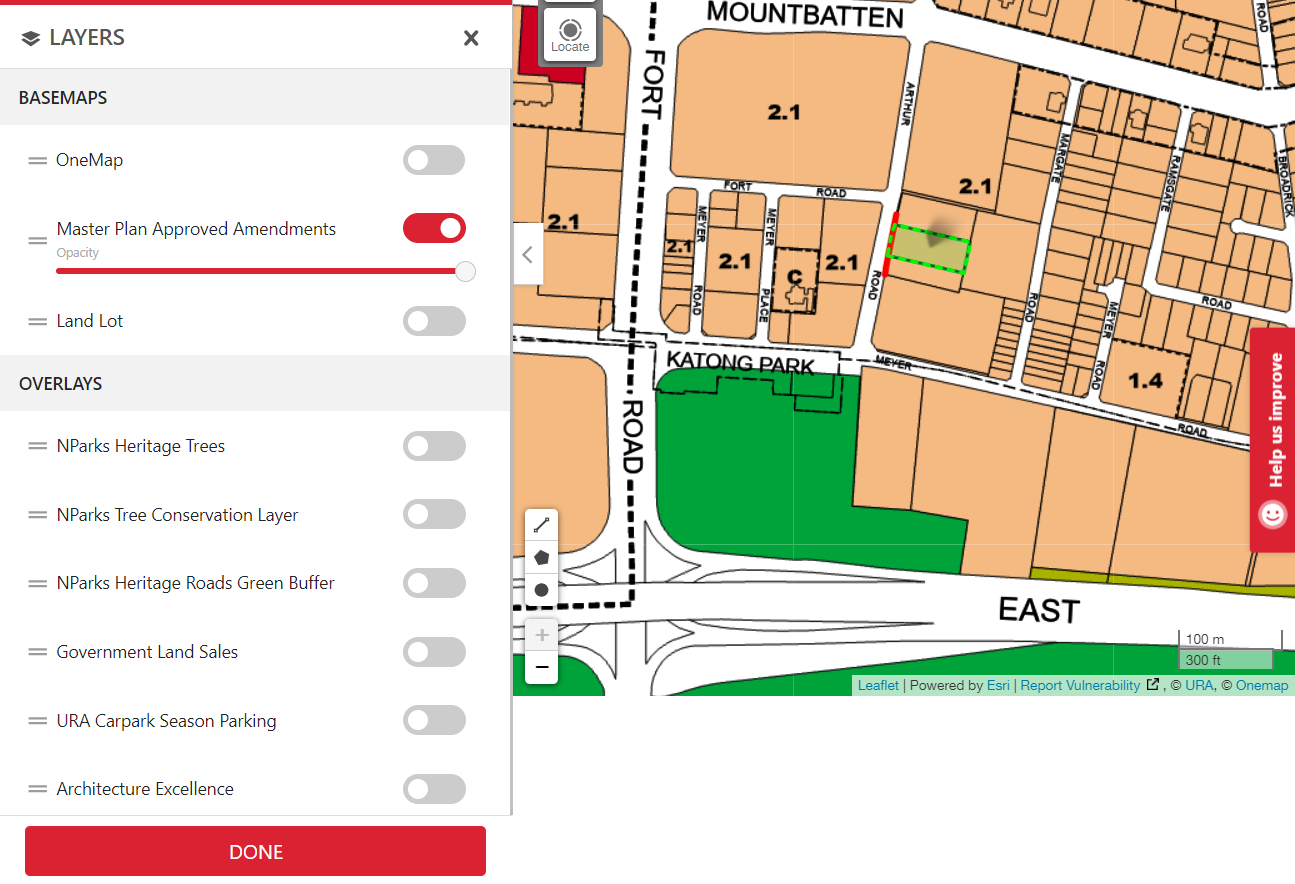 LAYERS
BASEMAPS
OneMap
Master Plan Approved Amendments
Opacity
Land Lot
OVERLAYS
NParks Heritage Trees
NParks Tree Conservation Layer
NParks Heritage Roads Green Buffer
Government Land Sales
URA Carpark Season Parking
Architecture Excellence
DONE
Locate
MOUNTBATTEN
ROAD
FORT
ARTHUR
2.1
MARGATE
RAMSGATE
BRODRICK
2.1
FORT
ROAD
2.1
MEYER
MEYER
2.1
2.1
C
2.1
ROAD
ROAD
PLACE
ROAD
MEYER
ROAD
KATONG PARK
MEYER
ROAD
1.4
ROAD
ROAD
EAST
Help us improve
+
−
100 m
300 ft
Leaflet | Powered by Esri | Report Vulnerability , © URA, © Onemap